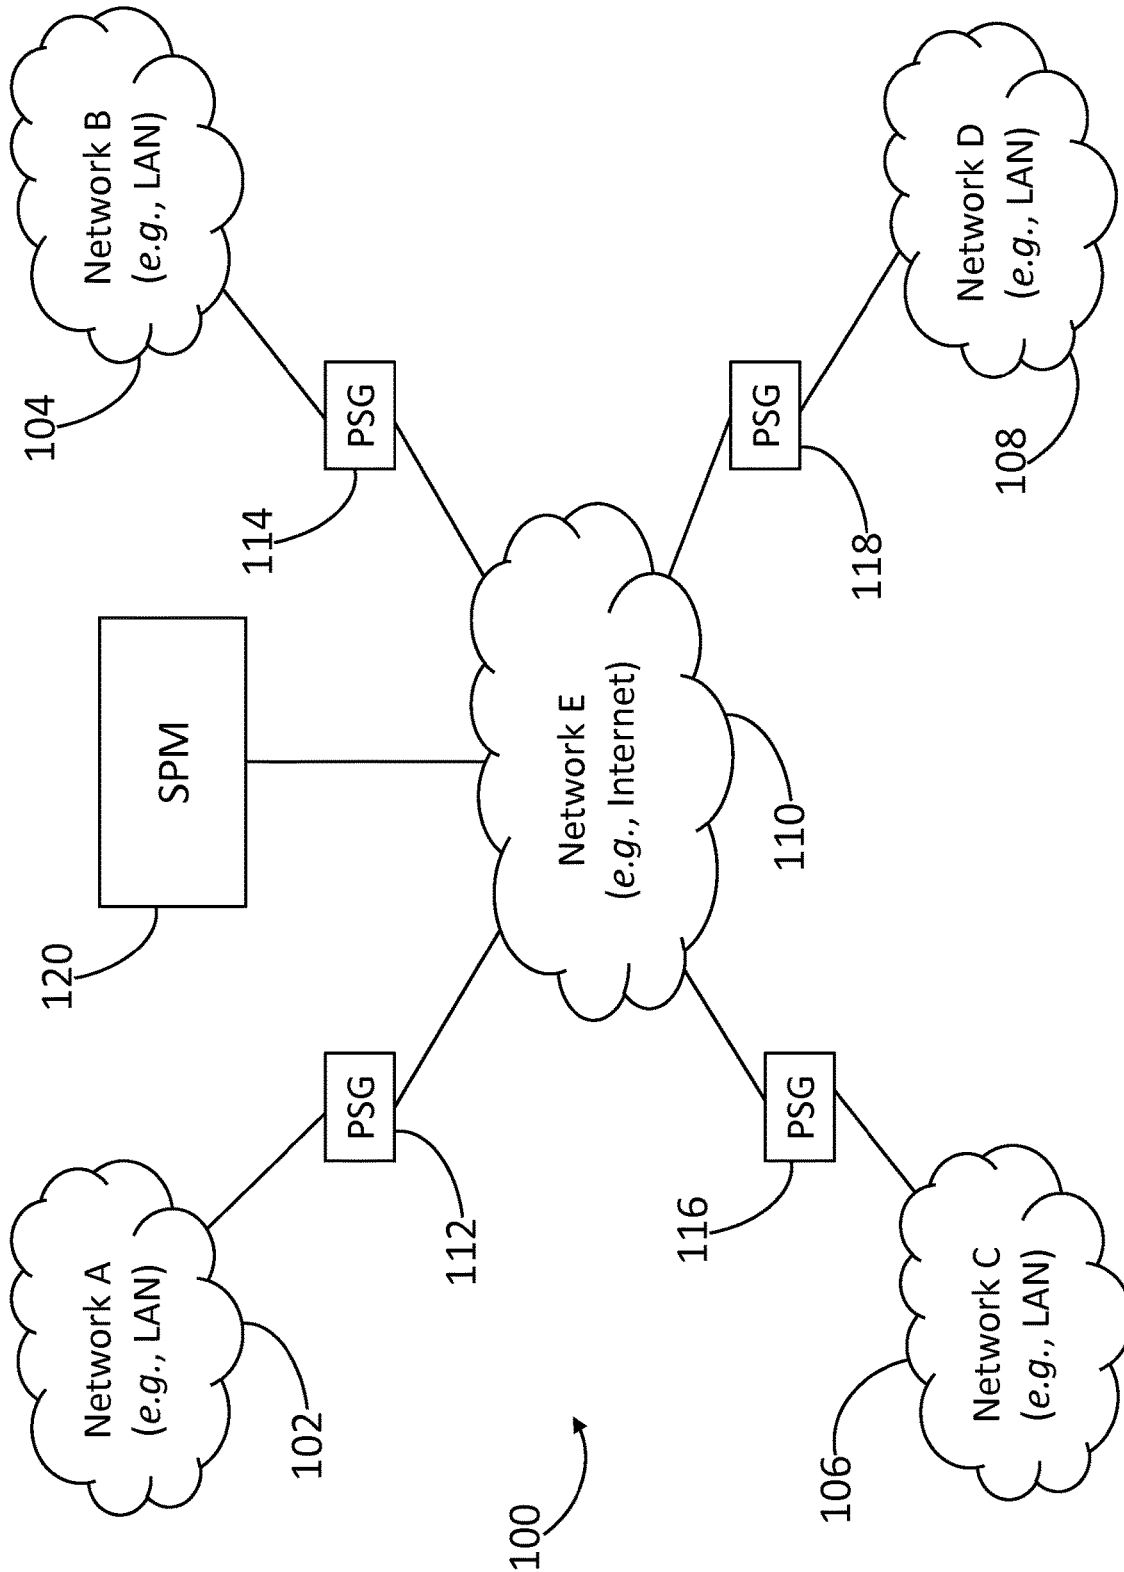 120
SPM
104
Network A
(e.g., LAN)
Network B
(e.g., LAN)
102
114
PSG
PSG
112
100
Network E
(e.g., Internet)
116
110
118
PSG
PSG
106
108
Network C
(e.g., LAN)
Network D
(e.g., LAN)